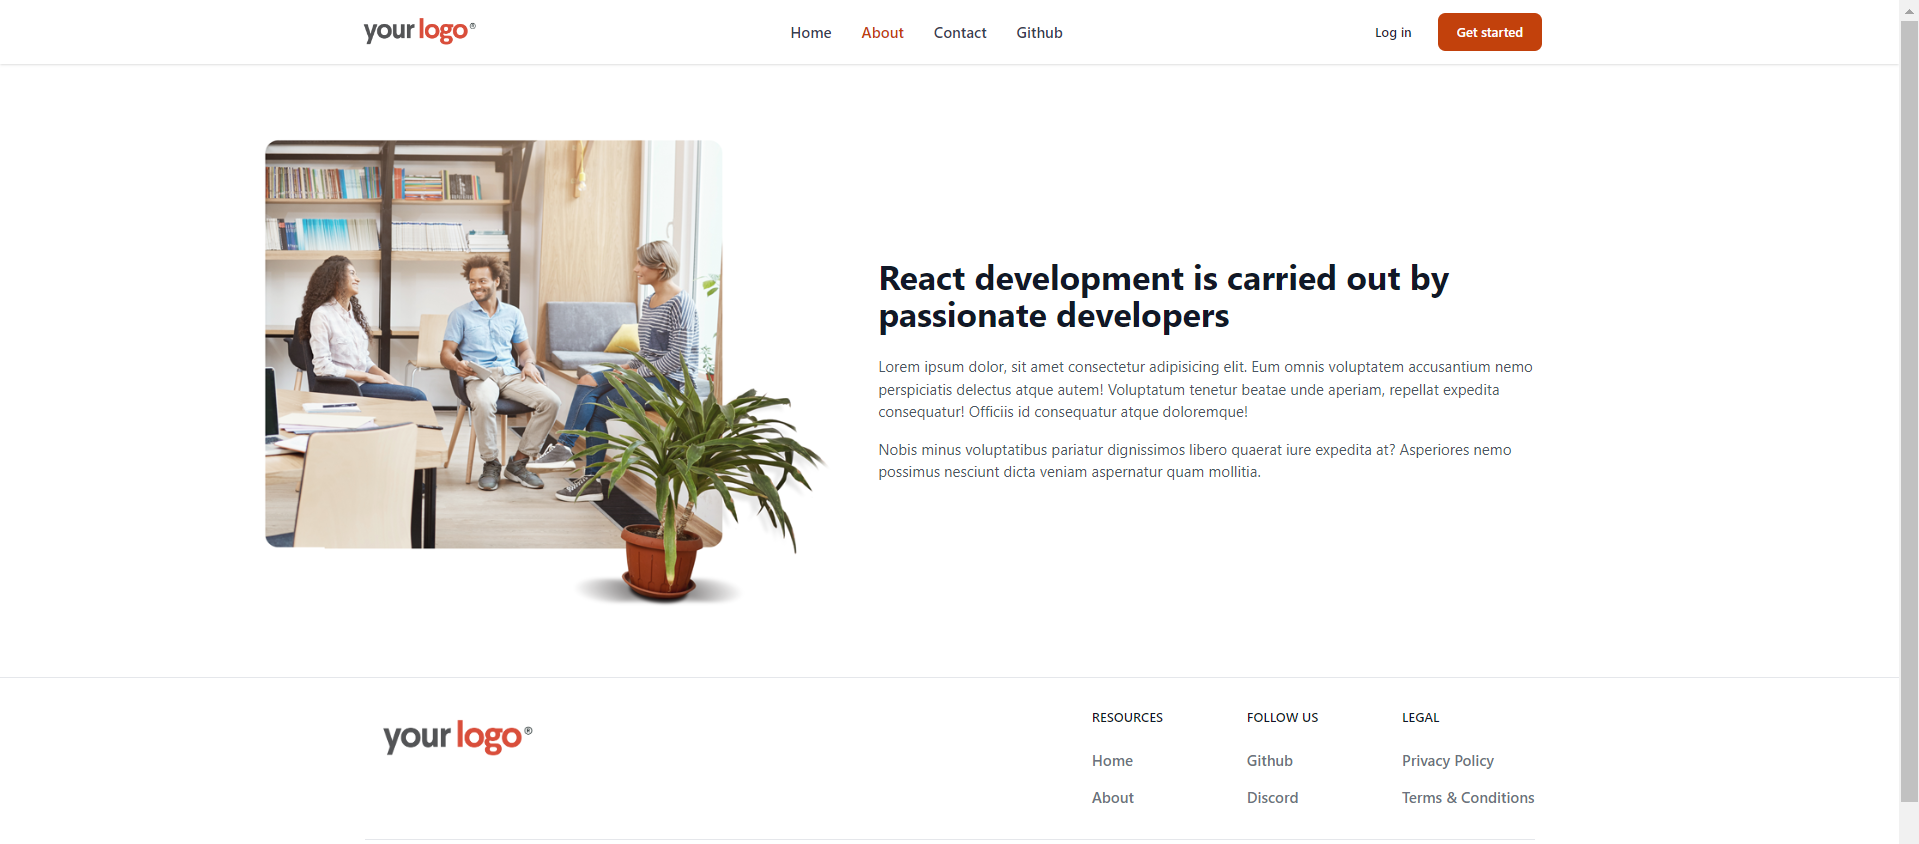 your logo®
Home About Contact Github
Log in Get started
React development is carried out by
passionate developers
Lorem ipsum dolor, sit amet consectetur adipisicing elit. Eum omnis voluptatem accusantium nemo
perspiciatis delectus atque autem! Voluptatum tenetur beatae unde aperiam, repellat expedita
consequatur! Officiis id consequatur atque doloremque!
Nobis minus voluptatibus pariatur dignissimos libero quaerat iure expedita at? Asperiores nemo
possimus nesciunt dicta veniam aspernatur quam mollitia.
your logo®
RESOURCES
Home
About
FOLLOW US
Github
Discord
LEGAL
Privacy Policy
Terms & Conditions